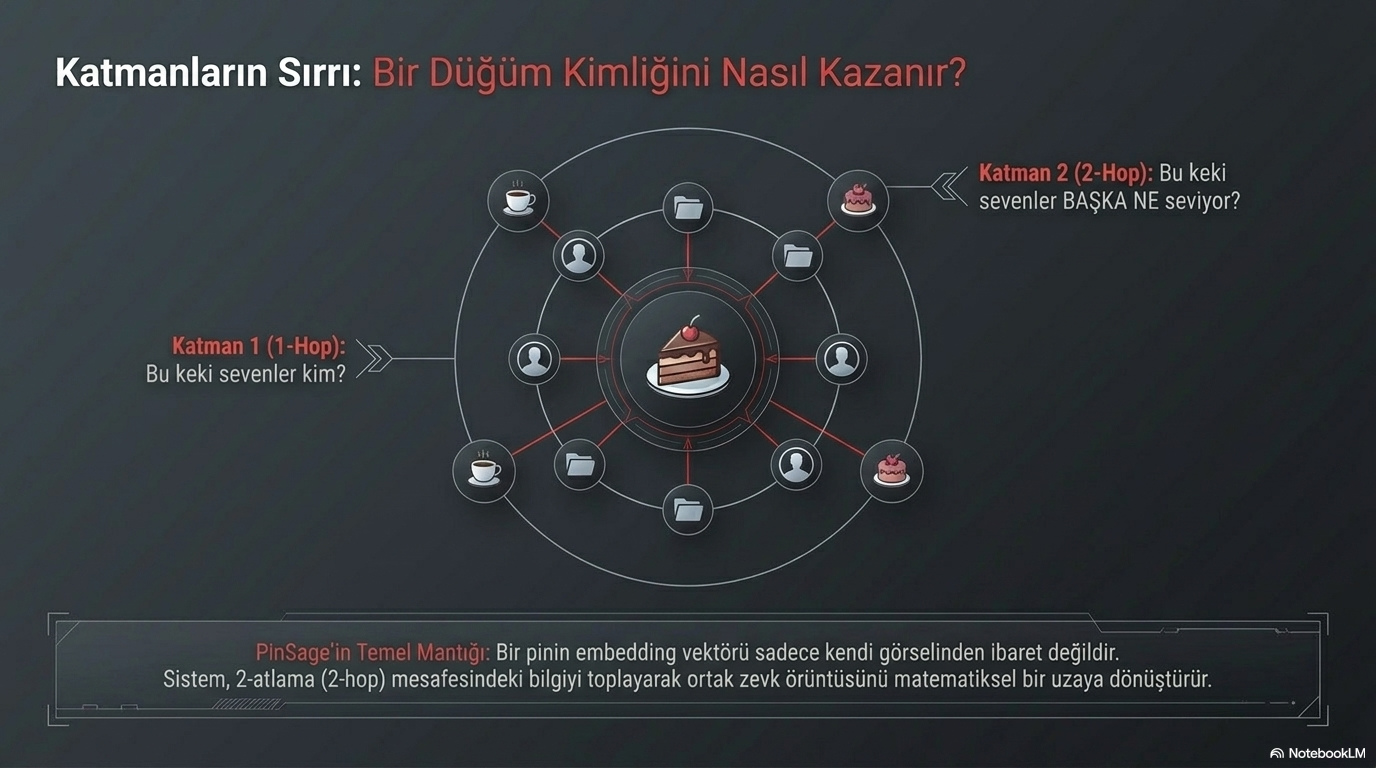 Katmanların Sırrı: Bir Düğüm Kimliğini Nasıl Kazanır?
Katman 2 (2-Hop): Bu keki
sevenler BAŞKA NE seviyor?
Katman 1 (1-Hop):
Bu keki sevenler kim?
PinSage'in Temel Mantığı: Bir pinin embedding vektörü sadece kendi görselinden ibaret değildir.
Sistem, 2-atlama (2-hop) mesafesindeki bilgiyi toplayarak ortak zevk örüntüsünü matematiksel bir uzaya dönüştürür.
NotebookLM